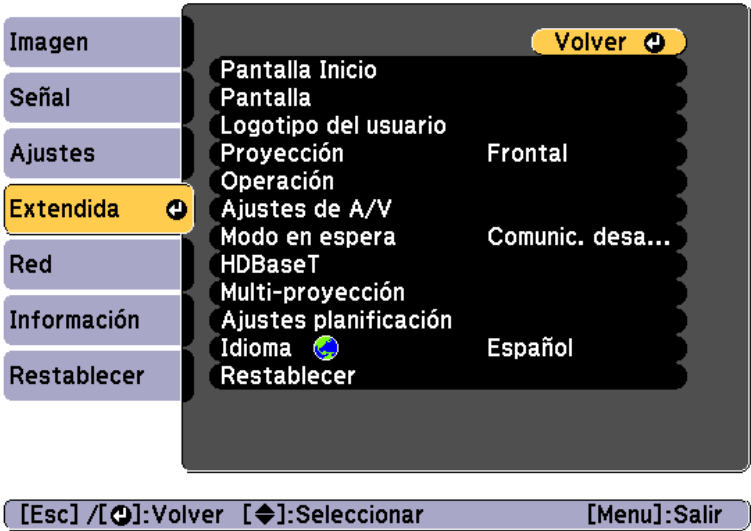 Imagen
Señal
Ajustes
Extendida
Red
Información
Restablecer
Volver
Pantalla Inicio
Pantalla
Logotipo del usuario
Proyección Frontal
Operación
Ajustes de A/V
Modo en espera Comunic. desa...
HDBaseT
Multi-proyección
Ajustes planificación
Idioma Español
Restablecer
[Esc] /[⏎]:Volver [◆]:Seleccionar [Menu]:Salir